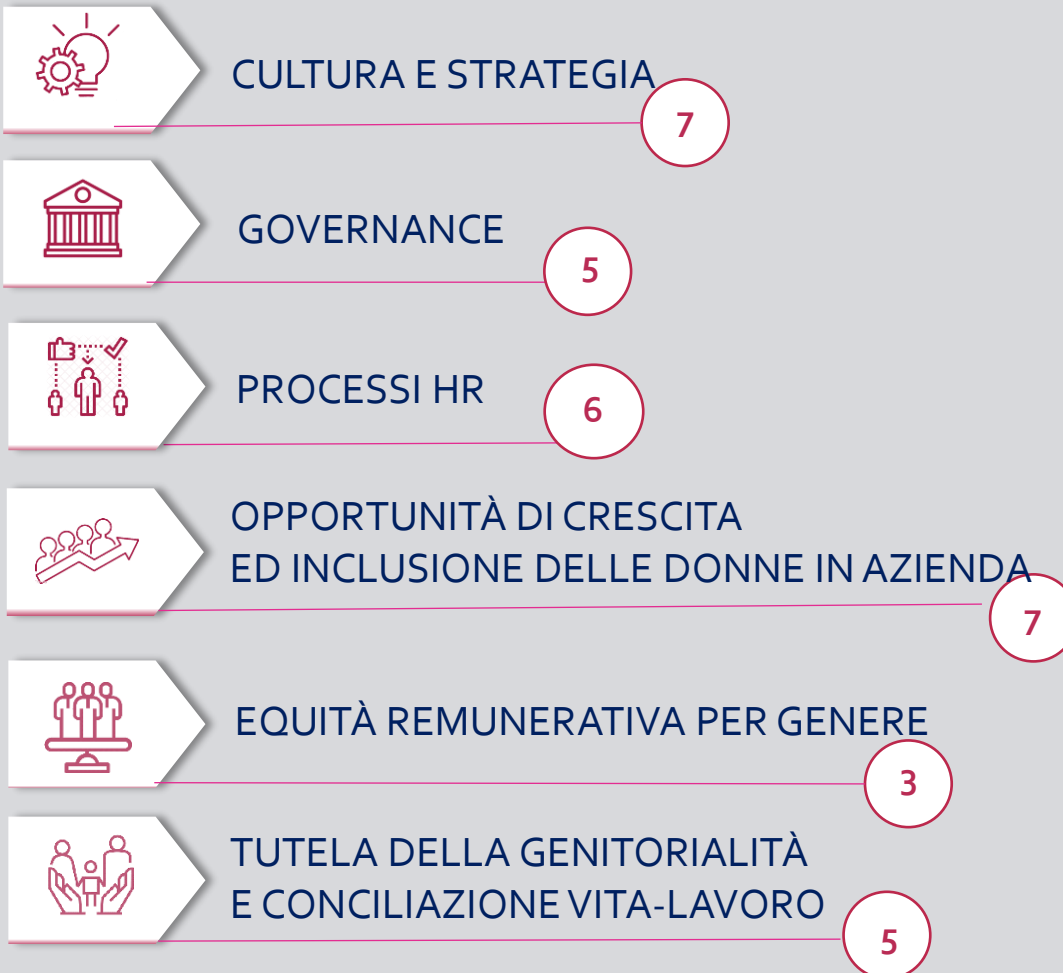 CULTURA E STRATEGIA
7
GOVERNANCE
5
PROCESSI HR
6
OPPORTUNITÀ DI CRESCITA
ED INCLUSIONE DELLE DONNE IN AZIENDA
7
EQUITÀ REMUNERATIVA PER GENERE
3
TUTELA DELLA GENITORIALITÀ
E CONCILIAZIONE VITA-LAVORO
5